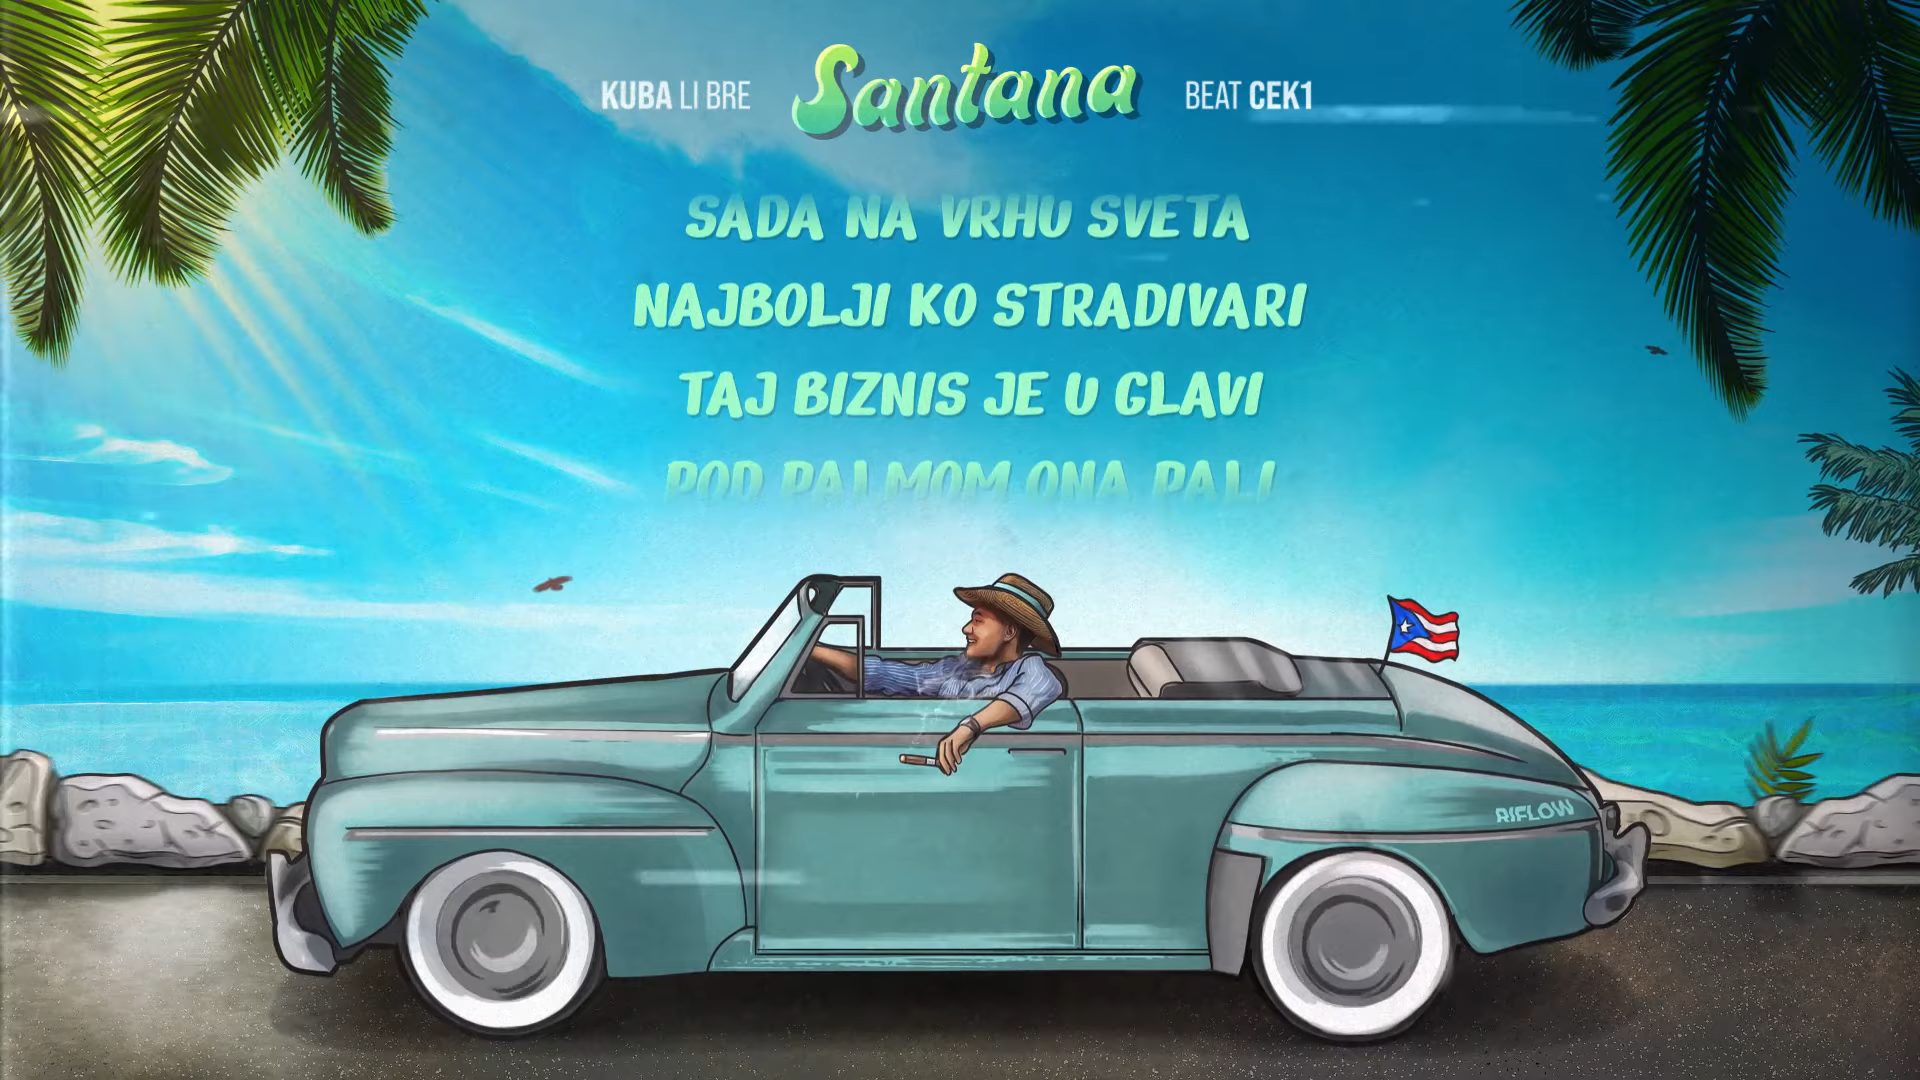 KUBA LI BRE Santana BEAT CEK1
SADA NA VRHU SVETA
NAJBOLJI KO STRADIVARI
TAJ BIZNIS JE U GLAVI
POD PALMOM ONA PALI
RIFLOW